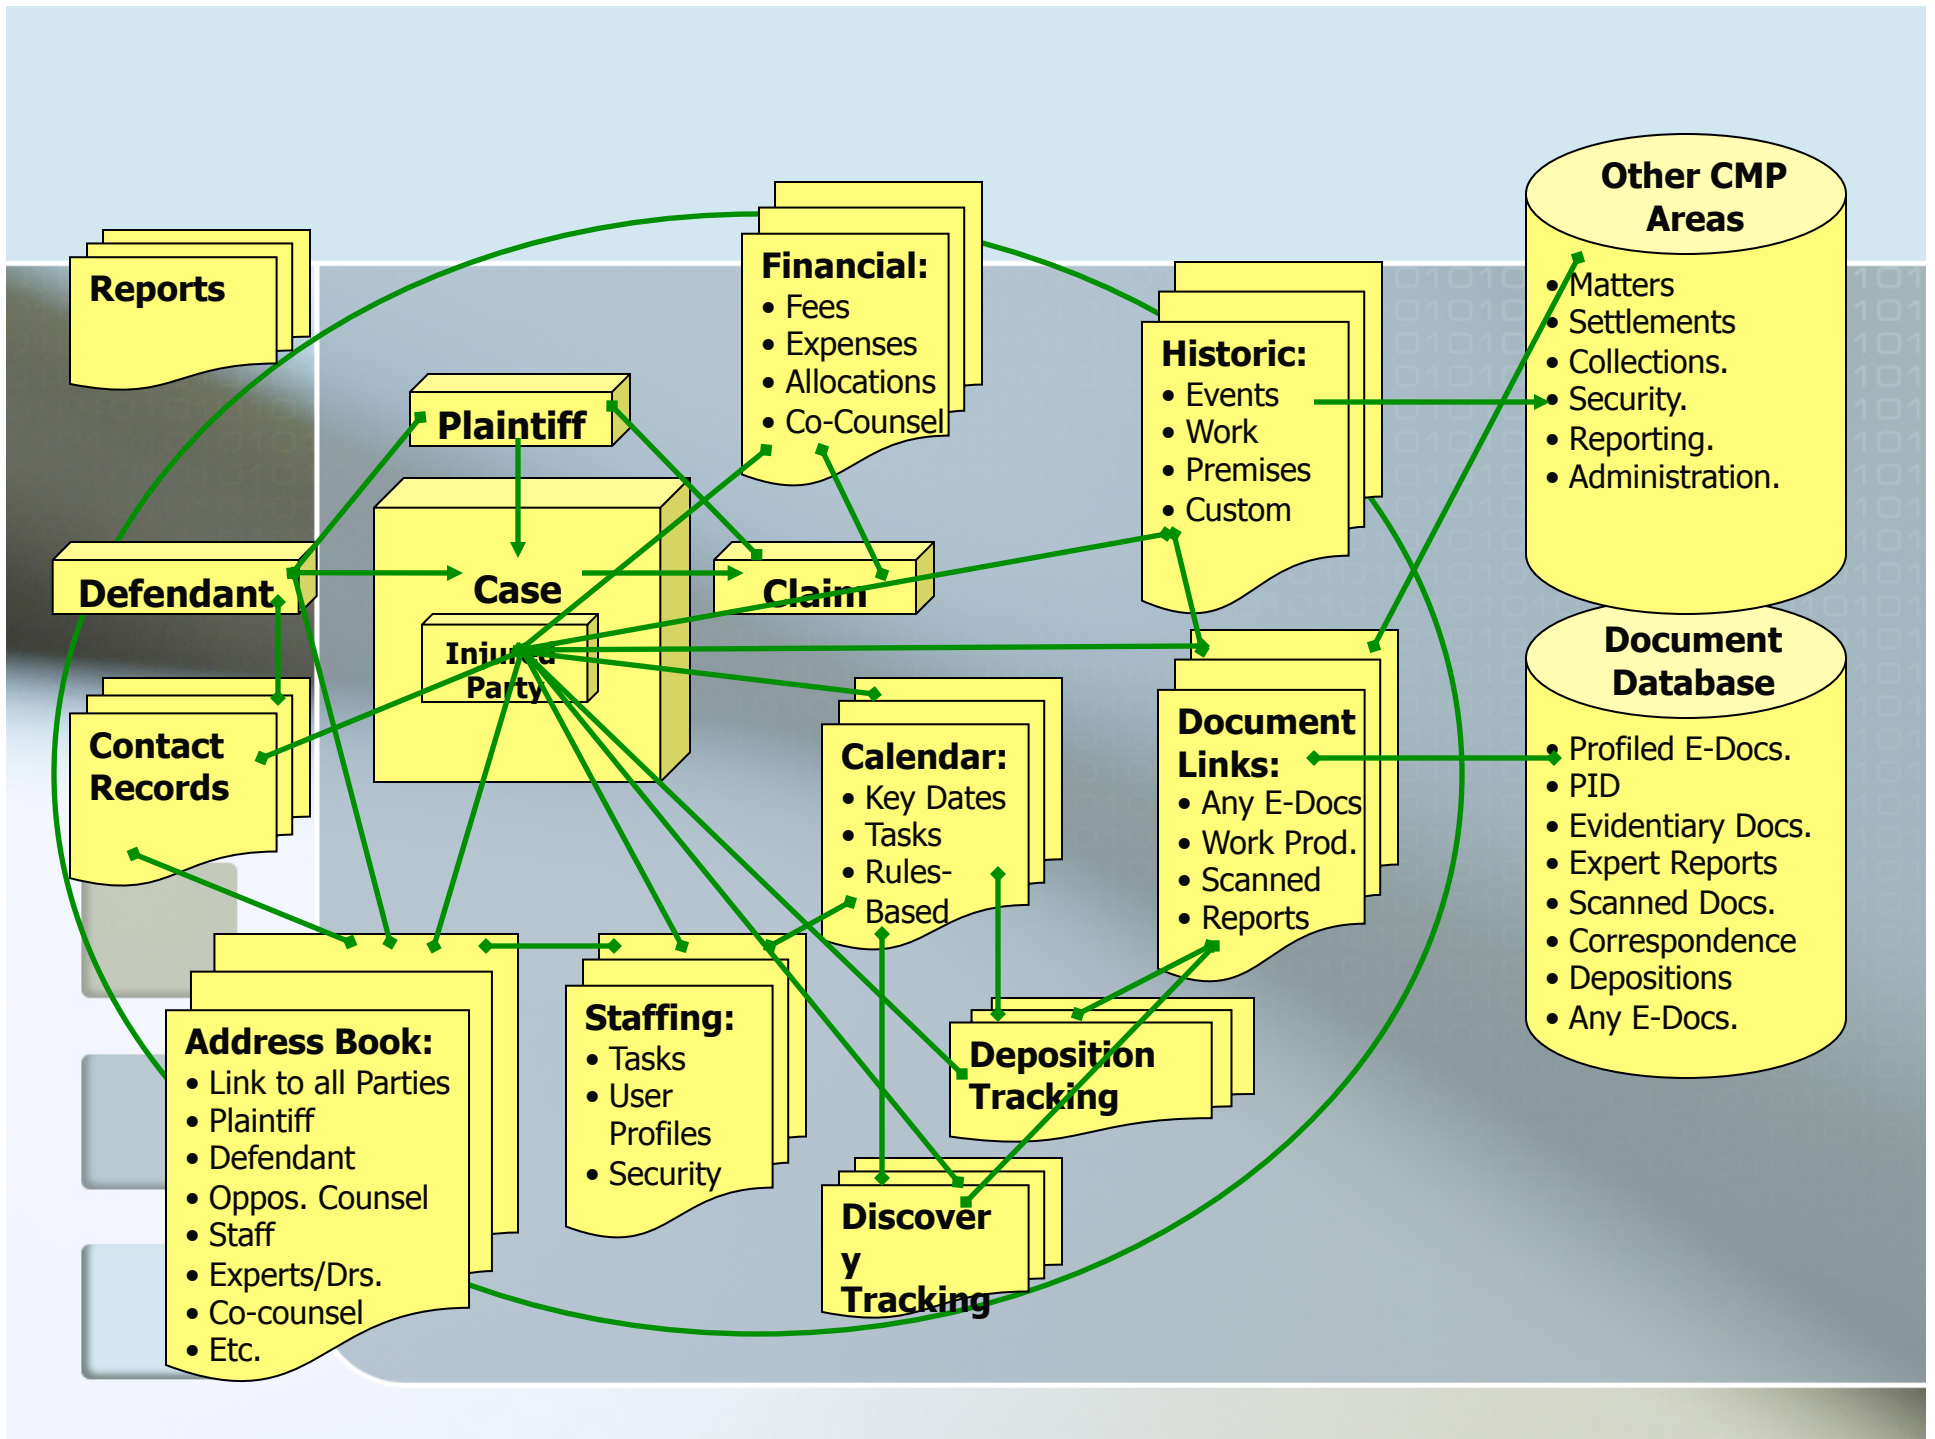 Other CMP
Areas
• Matters
• Settlements
• Collections.
• Security.
• Reporting.
• Administration.
Financial:
• Fees
• Expenses
• Allocations
• Co-Counsel
Reports
Historic:
• Events
• Work
• Premises
• Custom
Plaintiff
Defendant
Case
Claim
Injured
Party
Document
Database
• Profiled E-Docs.
• PID
• Evidentiary Docs.
• Expert Reports
• Scanned Docs.
• Correspondence
• Depositions
• Any E-Docs.
Contact
Records
Calendar:
• Key Dates
• Tasks
• Rules-
Based
Document
Links:
• Any E-Docs
• Work Prod.
• Scanned
• Reports
Address Book:
• Link to all Parties
• Plaintiff
• Defendant
• Oppos. Counsel
• Staff
• Experts/Drs.
• Co-counsel
• Etc.
Staffing:
• Tasks
• User
Profiles
• Security
Deposition
Tracking
Discover
y
Tracking